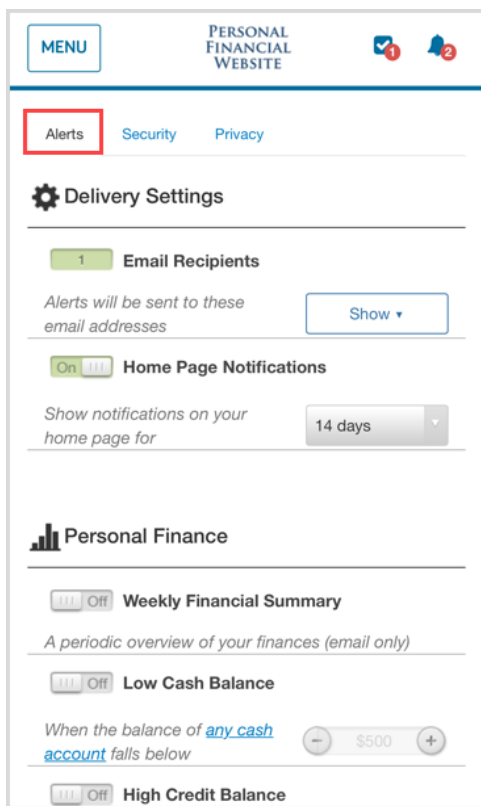 MENU
PERSONAL
FINANCIAL
WEBSITE
1
2
Alerts Security Privacy
Delivery Settings
1 Email Recipients
Alerts will be sent to these
email addresses
Show ▾
On Home Page Notifications
Show notifications on your
home page for
14 days
Personal Finance
Off Weekly Financial Summary
A periodic overview of your finances (email only)
Off Low Cash Balance
When the balance of any cash
account falls below
$500
Off High Credit Balance